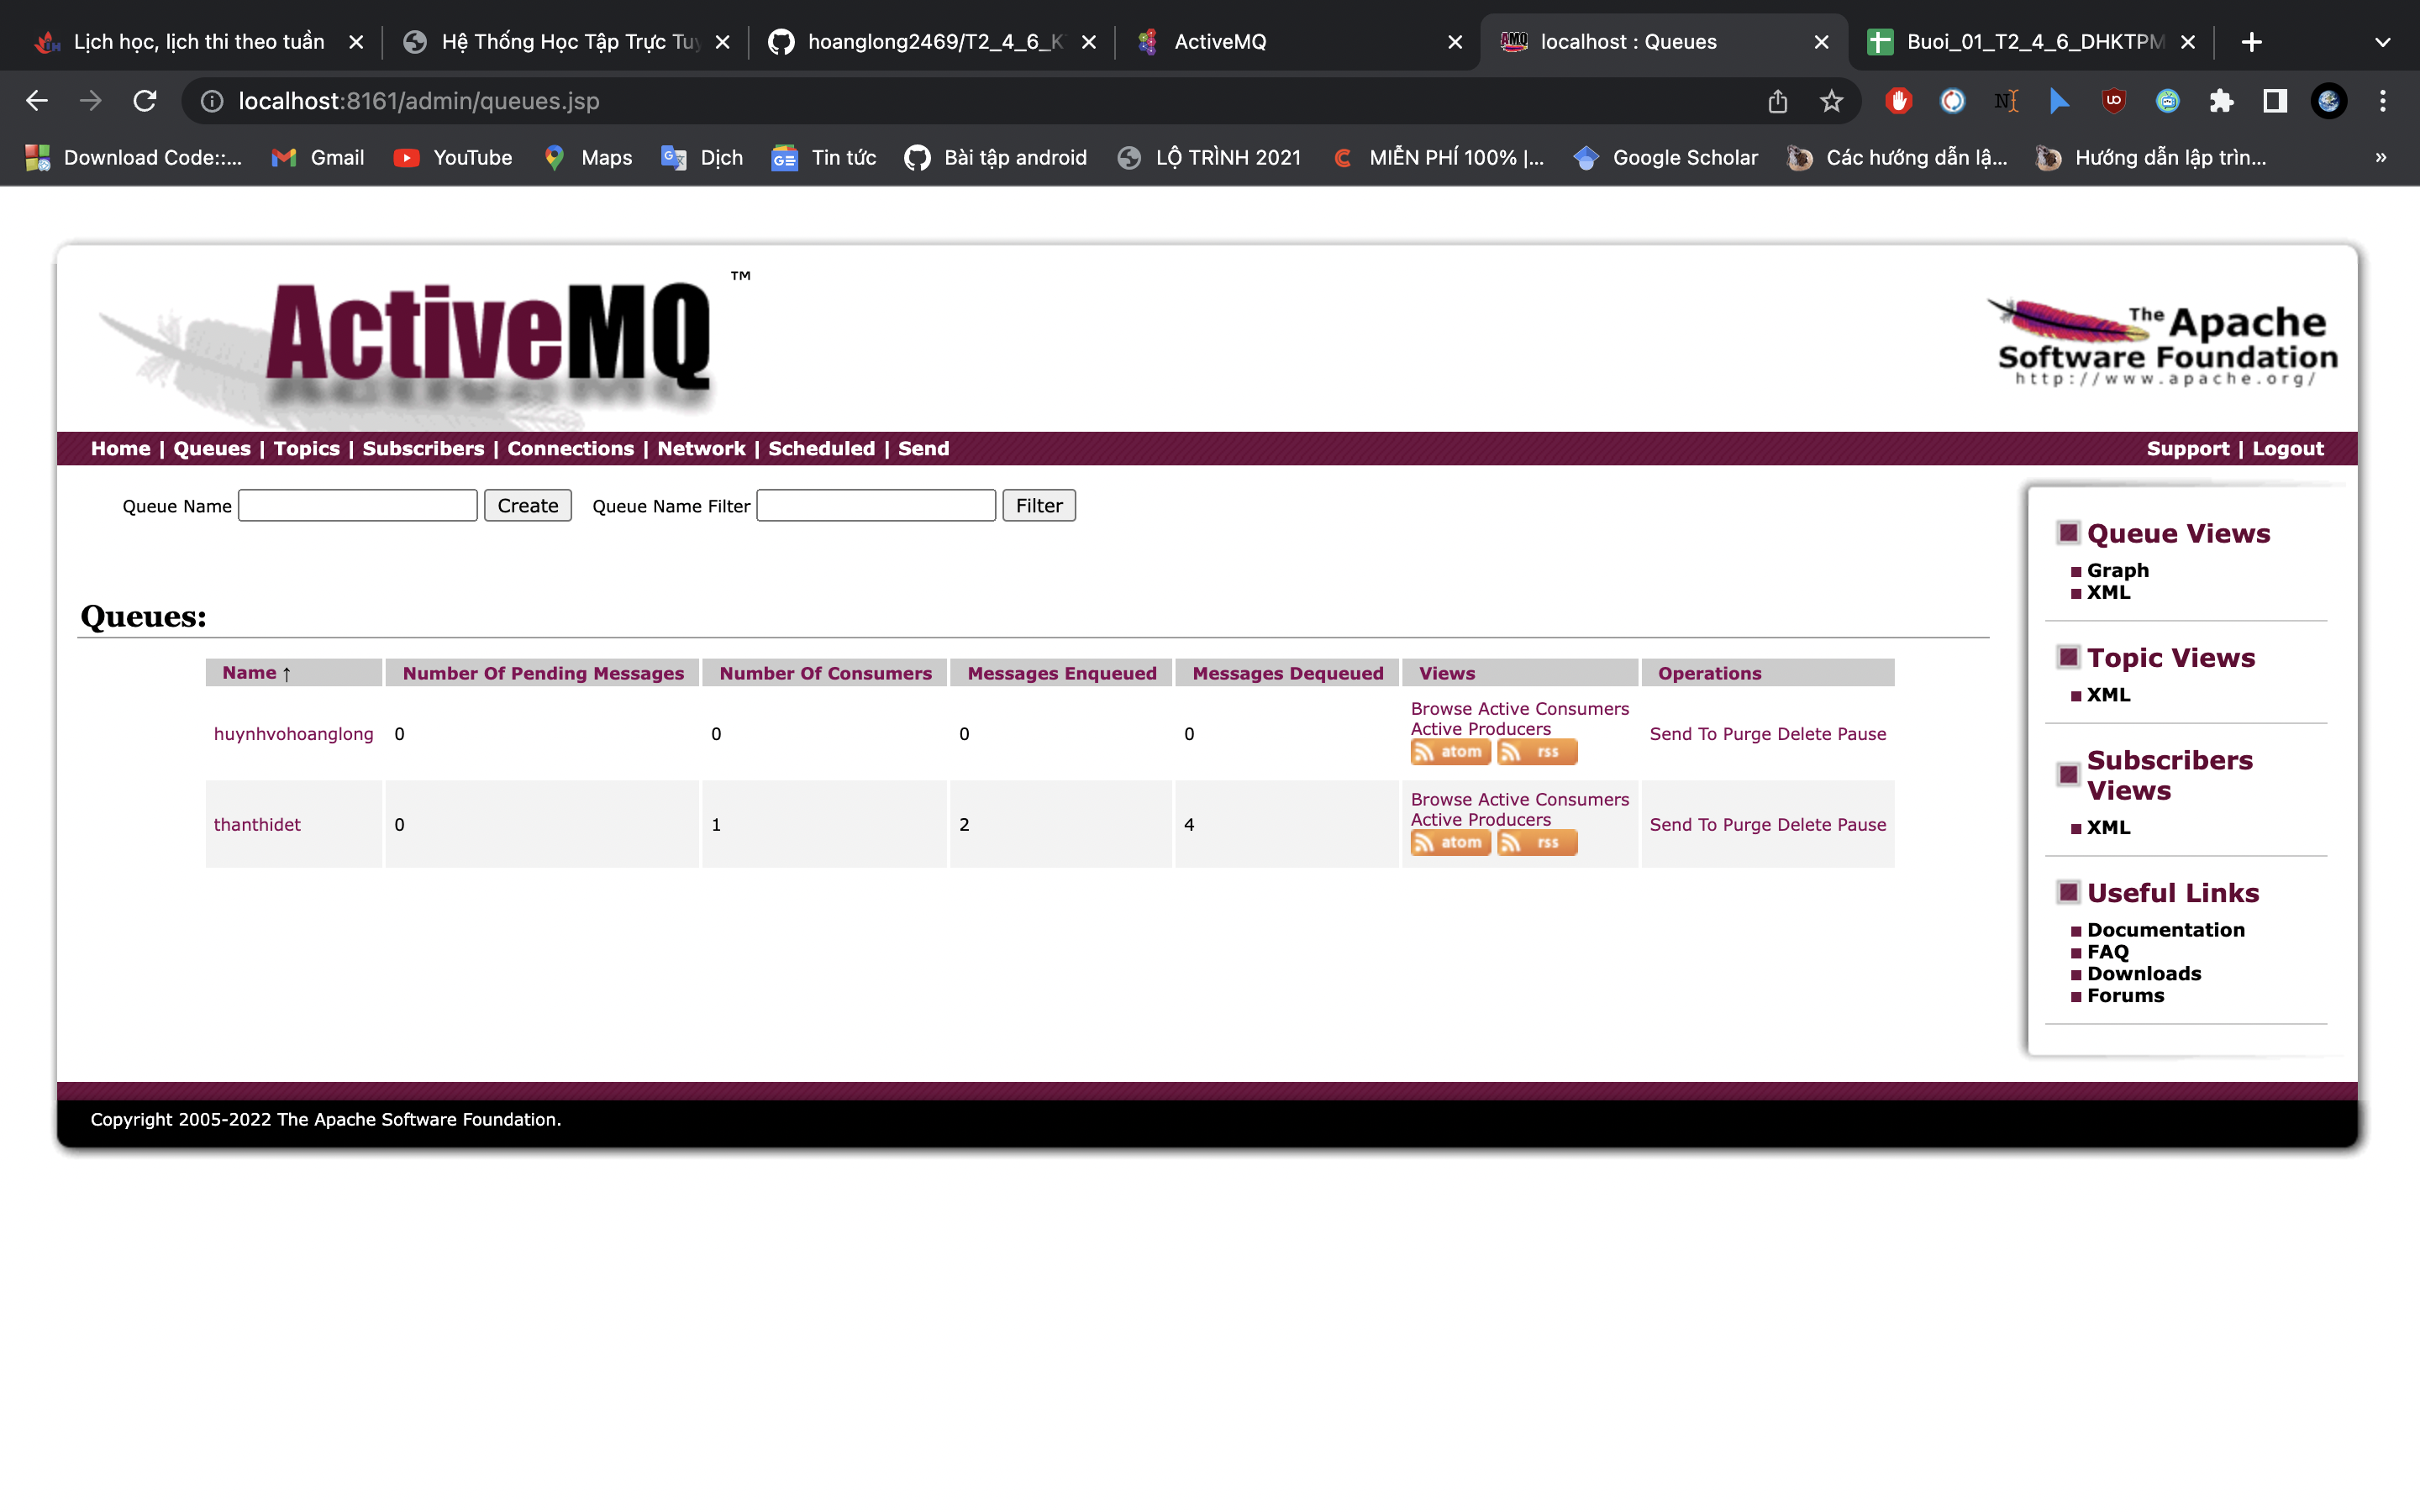 Lịch học, lịch thi theo tuần
Hệ Thống Học Tập Trực Tuy
hoanglong2469/T2_4_6_K
ActiveMQ
localhost : Queues
Buoi_01_T2_4_6_DHKTPM
localhost:8161/admin/queues.jsp
Download Code::... Gmail YouTube Maps Dịch Tin tức Bài tập android LỘ TRÌNH 2021 MIỄN PHÍ 100% |... Google Scholar Các hướng dẫn lậ... Hướng dẫn lập trìn... »
ActiveMQ ™
The Apache
Software Foundation
http://www.apache.org/
Home | Queues | Topics | Subscribers | Connections | Network | Scheduled | Send
Support | Logout
Queue Name Create Queue Name Filter Filter
Queues:
Name ↑ Number Of Pending Messages Number Of Consumers Messages Enqueued Messages Dequeued Views Operations
huynhvohoanglong 0 0 0 0
Browse Active Consumers
Active Producers
atom rss
Send To Purge Delete Pause
thanthidet 0 1 2 4
Browse Active Consumers
Active Producers
atom rss
Send To Purge Delete Pause
Queue Views
Graph
XML
Topic Views
XML
Subscribers
Views
XML
Useful Links
Documentation
FAQ
Downloads
Forums
Copyright 2005-2022 The Apache Software Foundation.